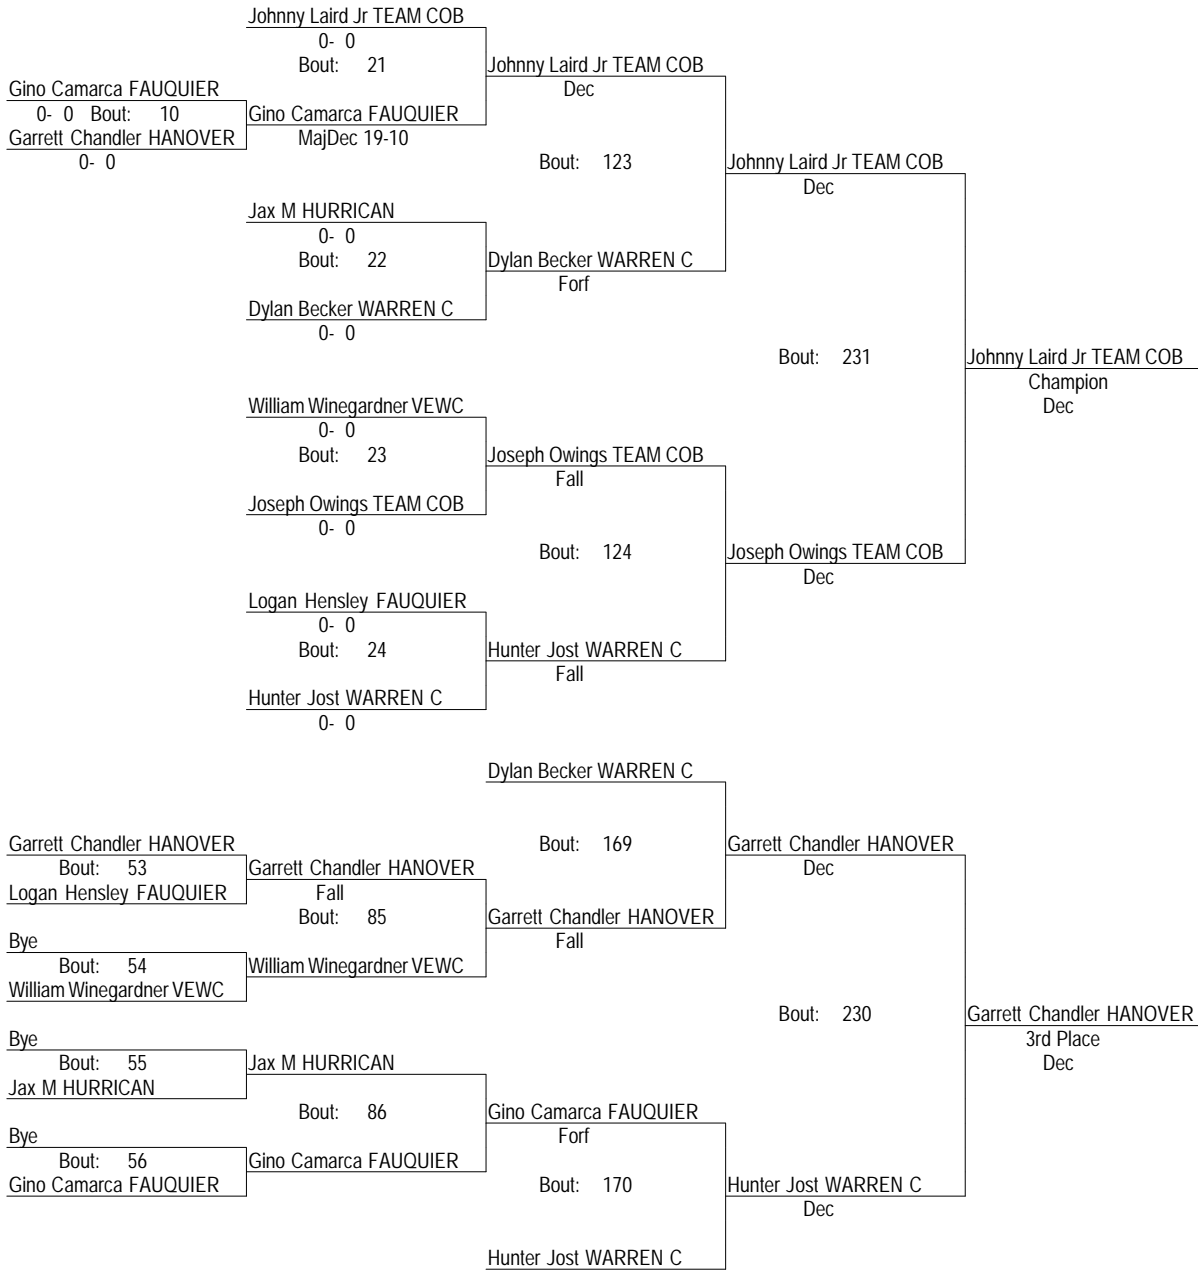 Johnny Laird Jr TEAM COB
0- 0
Bout: 21
Johnny Laird Jr TEAM COB
Dec
Gino Camarca FAUQUIER
0- 0 Bout: 10
Gino Camarca FAUQUIER
MajDec 19-10
Garrett Chandler HANOVER
0- 0
Bout: 123
Johnny Laird Jr TEAM COB
Dec
Jax M HURRICAN
0- 0
Bout: 22
Dylan Becker WARREN C
Forf
Dylan Becker WARREN C
0- 0
Bout: 231
Johnny Laird Jr TEAM COB
Champion
Dec
William Winegardner VEWC
0- 0
Bout: 23
Joseph Owings TEAM COB
Fall
Joseph Owings TEAM COB
0- 0
Bout: 124
Joseph Owings TEAM COB
Dec
Logan Hensley FAUQUIER
0- 0
Bout: 24
Hunter Jost WARREN C
Fall
Hunter Jost WARREN C
0- 0
Dylan Becker WARREN C
Garrett Chandler HANOVER
Bout: 53
Logan Hensley FAUQUIER
Garrett Chandler HANOVER
Fall
Bout: 169
Garrett Chandler HANOVER
Dec
Bout: 85
Garrett Chandler HANOVER
Fall
Bye
Bout: 54
William Winegardner VEWC
William Winegardner VEWC
Bout: 230
Garrett Chandler HANOVER
3rd Place
Dec
Bye
Bout: 55
Jax M HURRICAN
Jax M HURRICAN
Bout: 86
Gino Camarca FAUQUIER
Forf
Bye
Bout: 56
Gino Camarca FAUQUIER
Gino Camarca FAUQUIER
Bout: 170
Hunter Jost WARREN C
Dec
Hunter Jost WARREN C